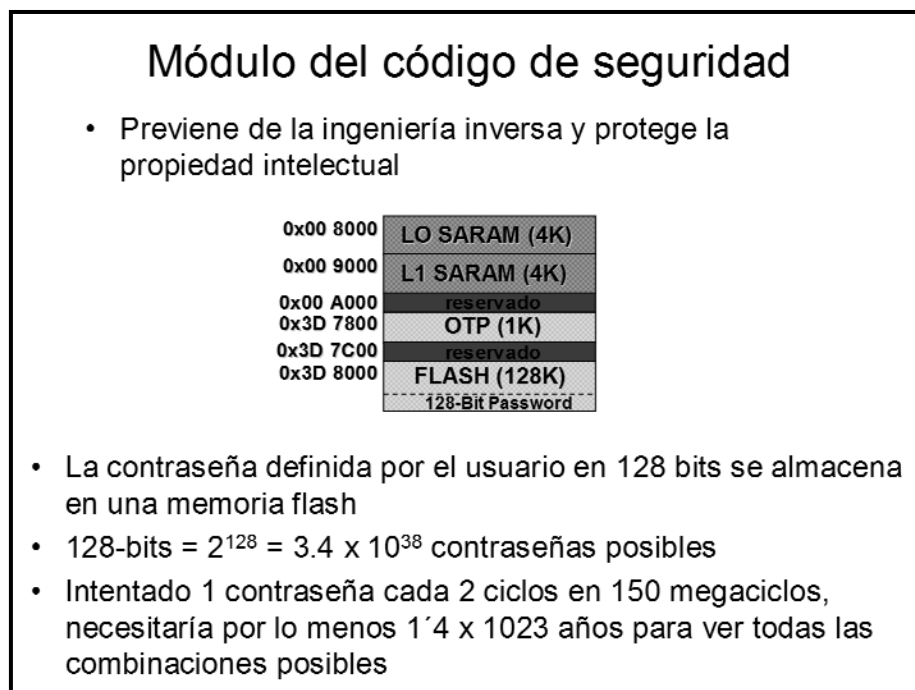 Módulo del código de seguridad
• Previene de la ingeniería inversa y protege la
propiedad intelectual
0x00 8000 LO SARAM (4K)
0x00 9000 L1 SARAM (4K)
0x00 A000 reservado
0x3D 7800 OTP (1K)
0x3D 7C00 reservado
0x3D 8000 FLASH (128K)
128-Bit Password
• La contraseña definida por el usuario en 128 bits se almacena
en una memoria flash
• 128-bits = 2¹²⁸ = 3.4 x 10³⁸ contraseñas posibles
• Intentado 1 contraseña cada 2 ciclos en 150 megaciclos,
necesitaría por lo menos 1´4 x 1023 años para ver todas las
combinaciones posibles